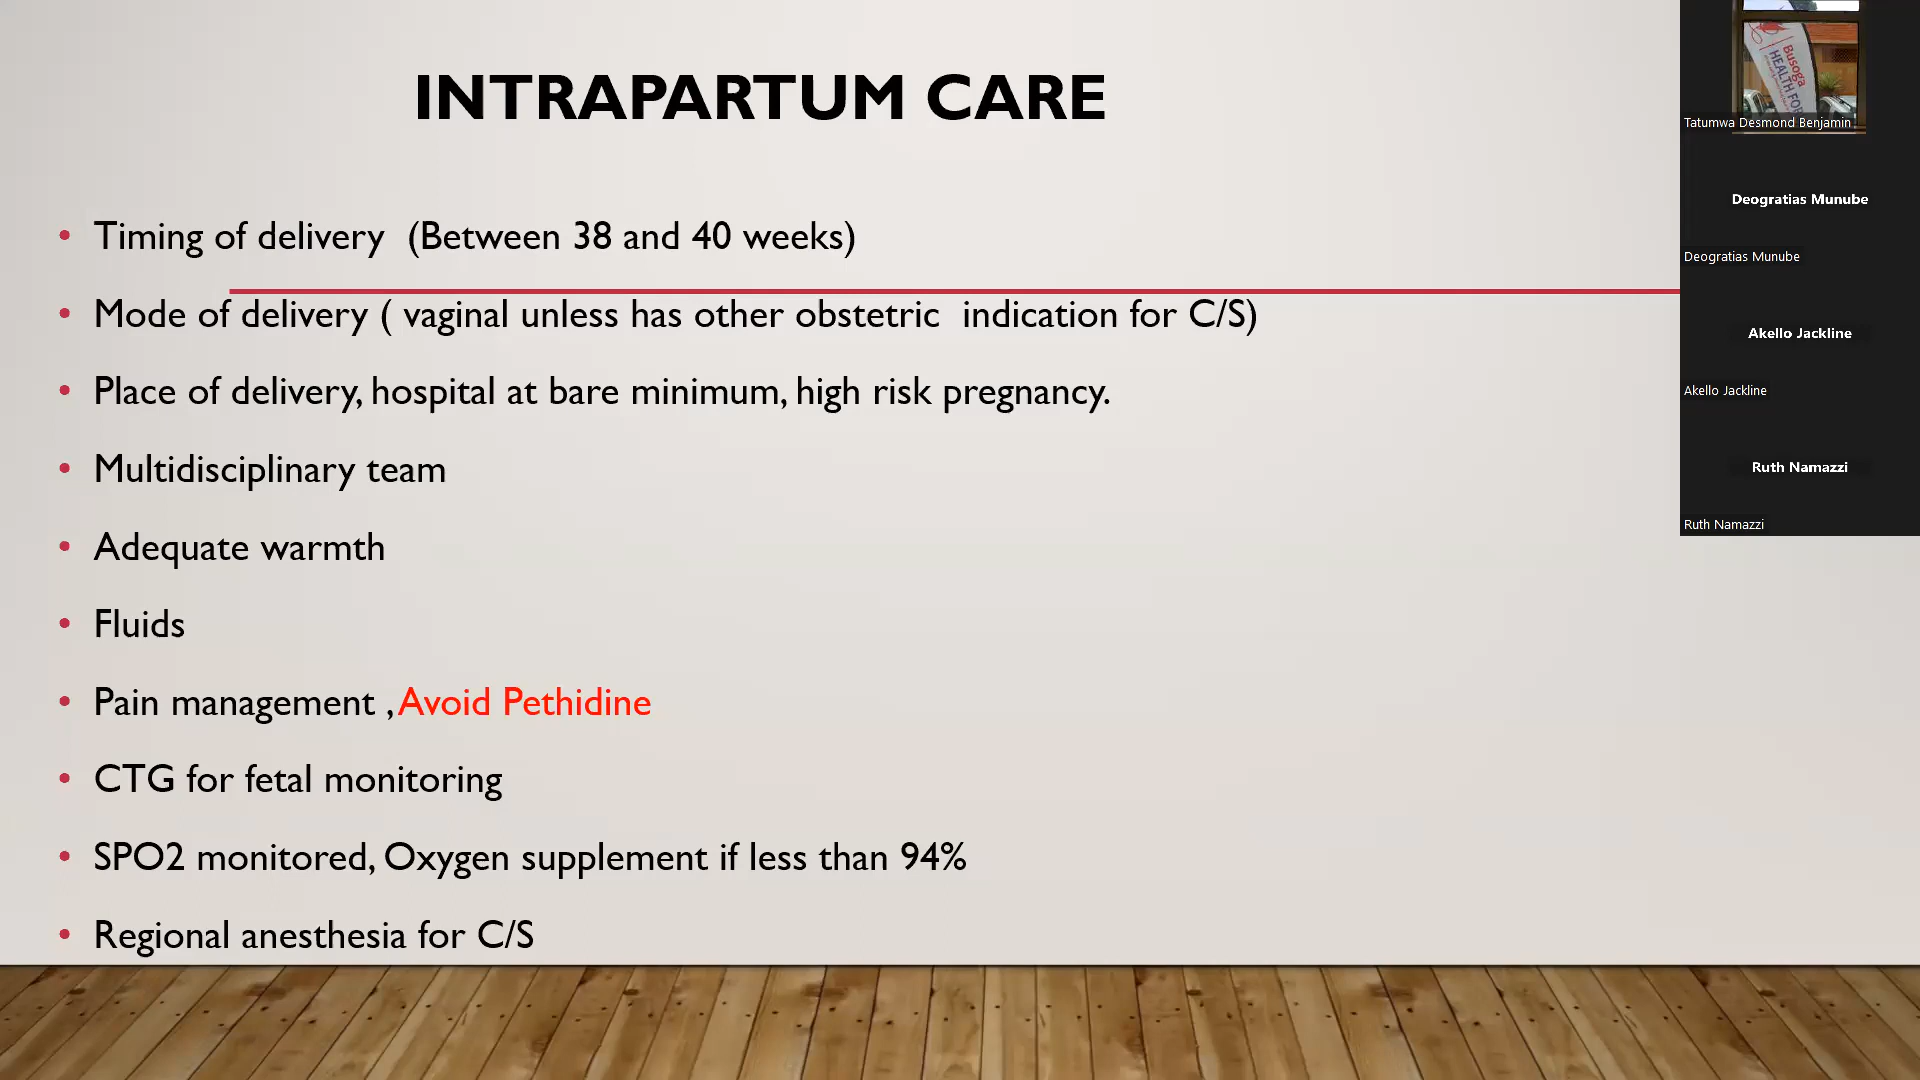 INTRAPARTUM CARE
• Timing of delivery (Between 38 and 40 weeks)
• Mode of delivery ( vaginal unless has other obstetric indication for C/S)
• Place of delivery, hospital at bare minimum, high risk pregnancy.
• Multidisciplinary team
• Adequate warmth
• Fluids
• Pain management , Avoid Pethidine
• CTG for fetal monitoring
• SPO2 monitored, Oxygen supplement if less than 94%
• Regional anesthesia for C/S
Busoga
HEALTH FOR
Tatumwa Desmond Benjamin
Deogratias Munube
Deogratias Munube
Akello Jackline
Akello Jackline
Ruth Namazzi
Ruth Namazzi